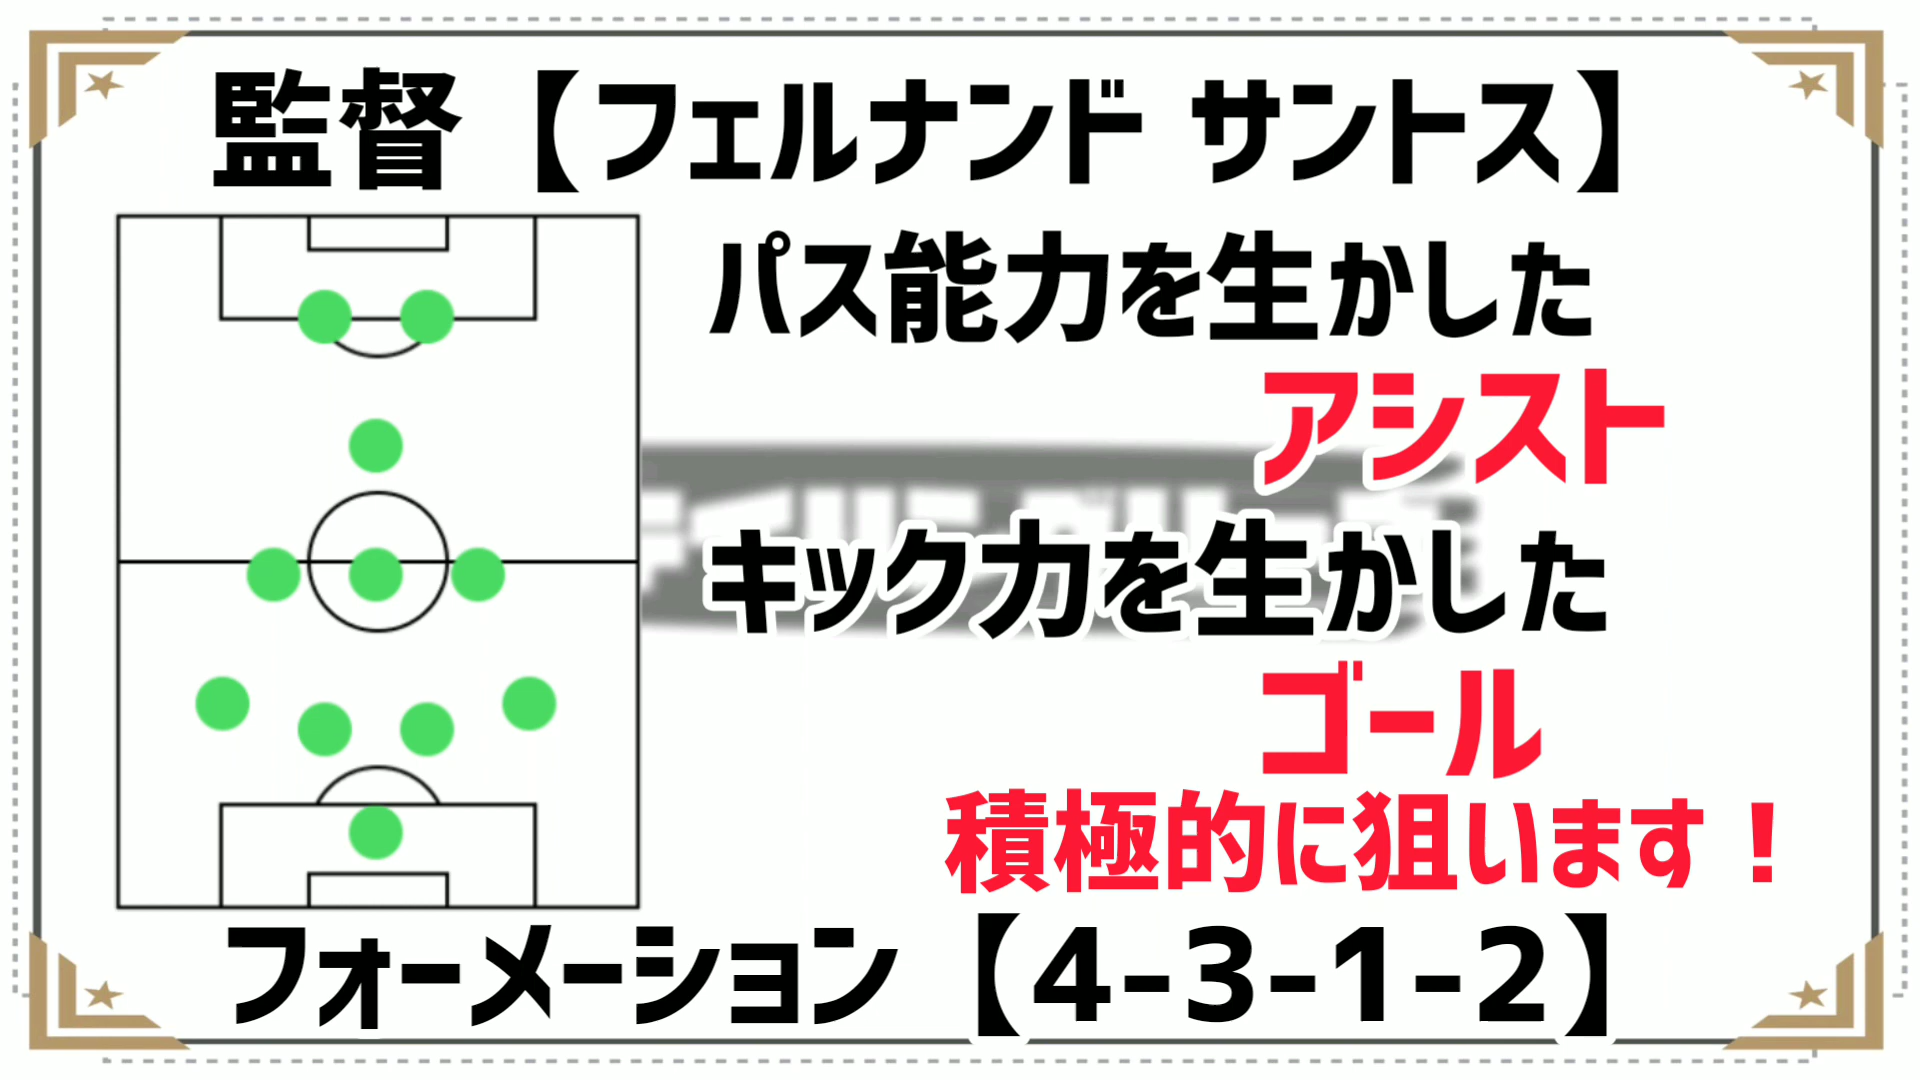 監督【フェルナンド サントス】
パス能力を生かした
アシスト
キック力を生かした
ゴール
積極的に狙います！
フォーメーション【4-3-1-2】